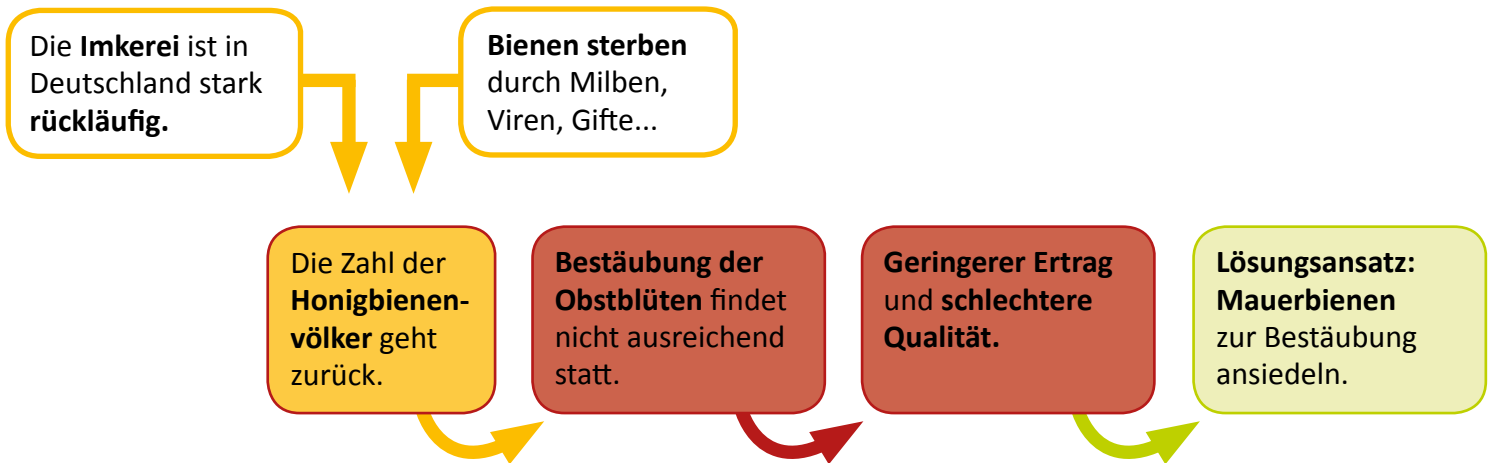 Die Imkerei ist in
Deutschland stark
rückläufig.
Bienen sterben
durch Milben,
Viren, Gifte...
Die Zahl der
Honigbienen-
völker geht
zurück.
Bestäubung der
Obstblüten findet
nicht ausreichend
statt.
Geringerer Ertrag
und schlechtere
Qualität.
Lösungsansatz:
Mauerbienen
zur Bestäubung
ansiedeln.